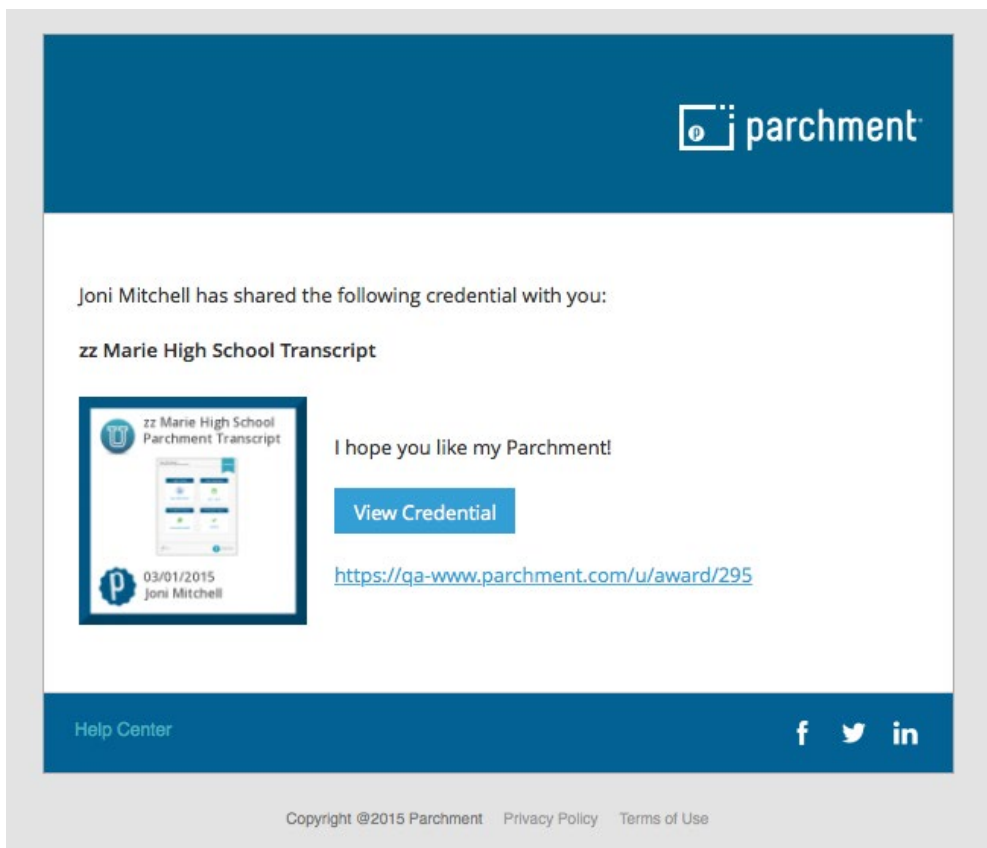 parchment
Joni Mitchell has shared the following credential with you:
zz Marie High School Transcript
zz Marie High School
Parchment Transcript
03/01/2015
Joni Mitchell
I hope you like my Parchment!
View Credential
https://qa-www.parchment.com/u/award/295
Help Center
Copyright @2015 Parchment Privacy Policy Terms of Use